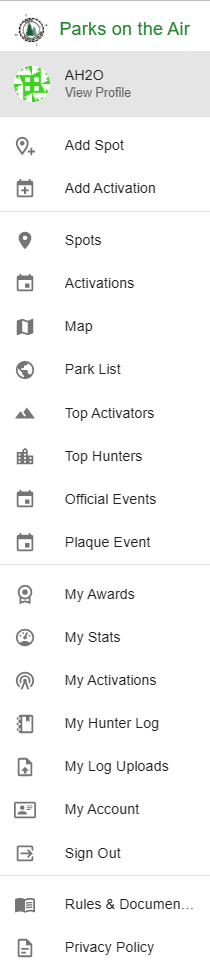 Parks on the Air
AH2O
View Profile
Add Spot
Add Activation
Spots
Activations
Map
Park List
Top Activators
Top Hunters
Official Events
Plaque Event
My Awards
My Stats
My Activations
My Hunter Log
My Log Uploads
My Account
Sign Out
Rules & Documen...
Privacy Policy